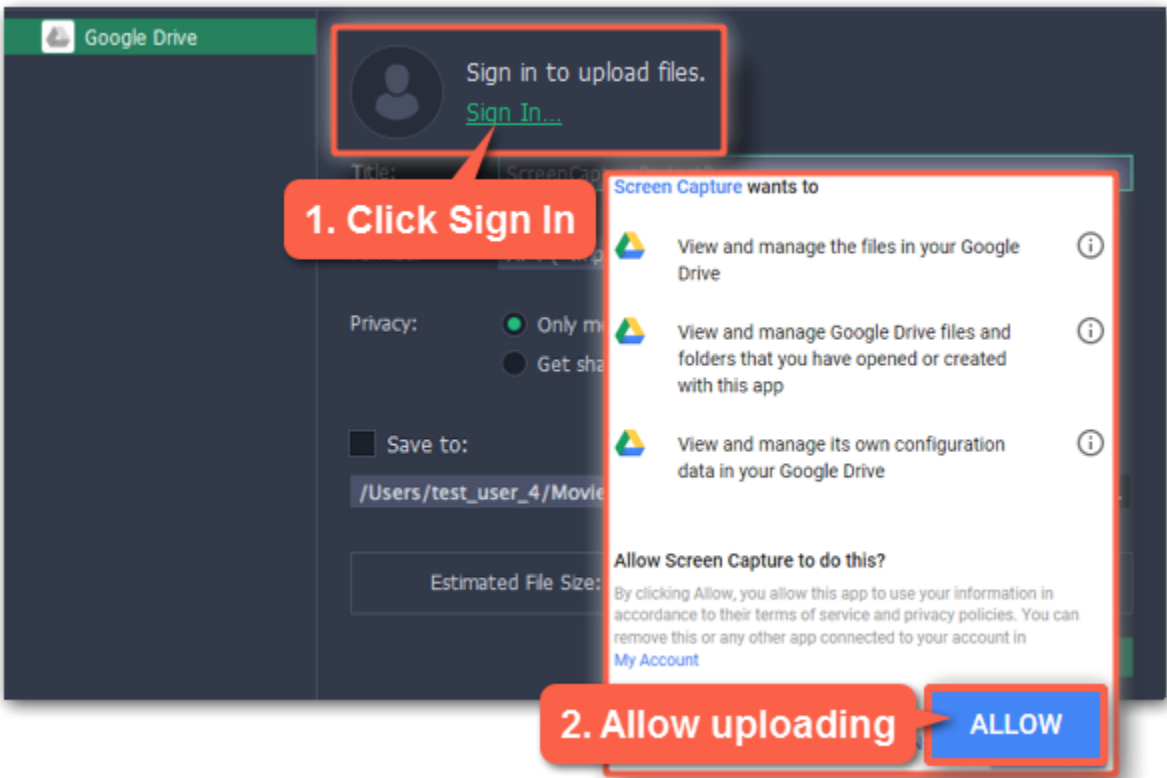 Google Drive
Sign in to upload files.
Sign In...
Title:
1. Click Sign In
Screen Capture wants to
View and manage the files in your Google
Drive
Privacy:
Only
View and manage Google Drive files and
folders that you have opened or created
with this app
Get
Save to:
View and manage its own configuration
data in your Google Drive
/Users/test_user_4/Movie
Allow Screen Capture to do this?
Estimated File Size:
By clicking Allow, you allow this app to use your information in
accordance to their terms of service and privacy policies. You can
remove this or any other app connected to your account in
My Account
2. Allow uploading
ALLOW